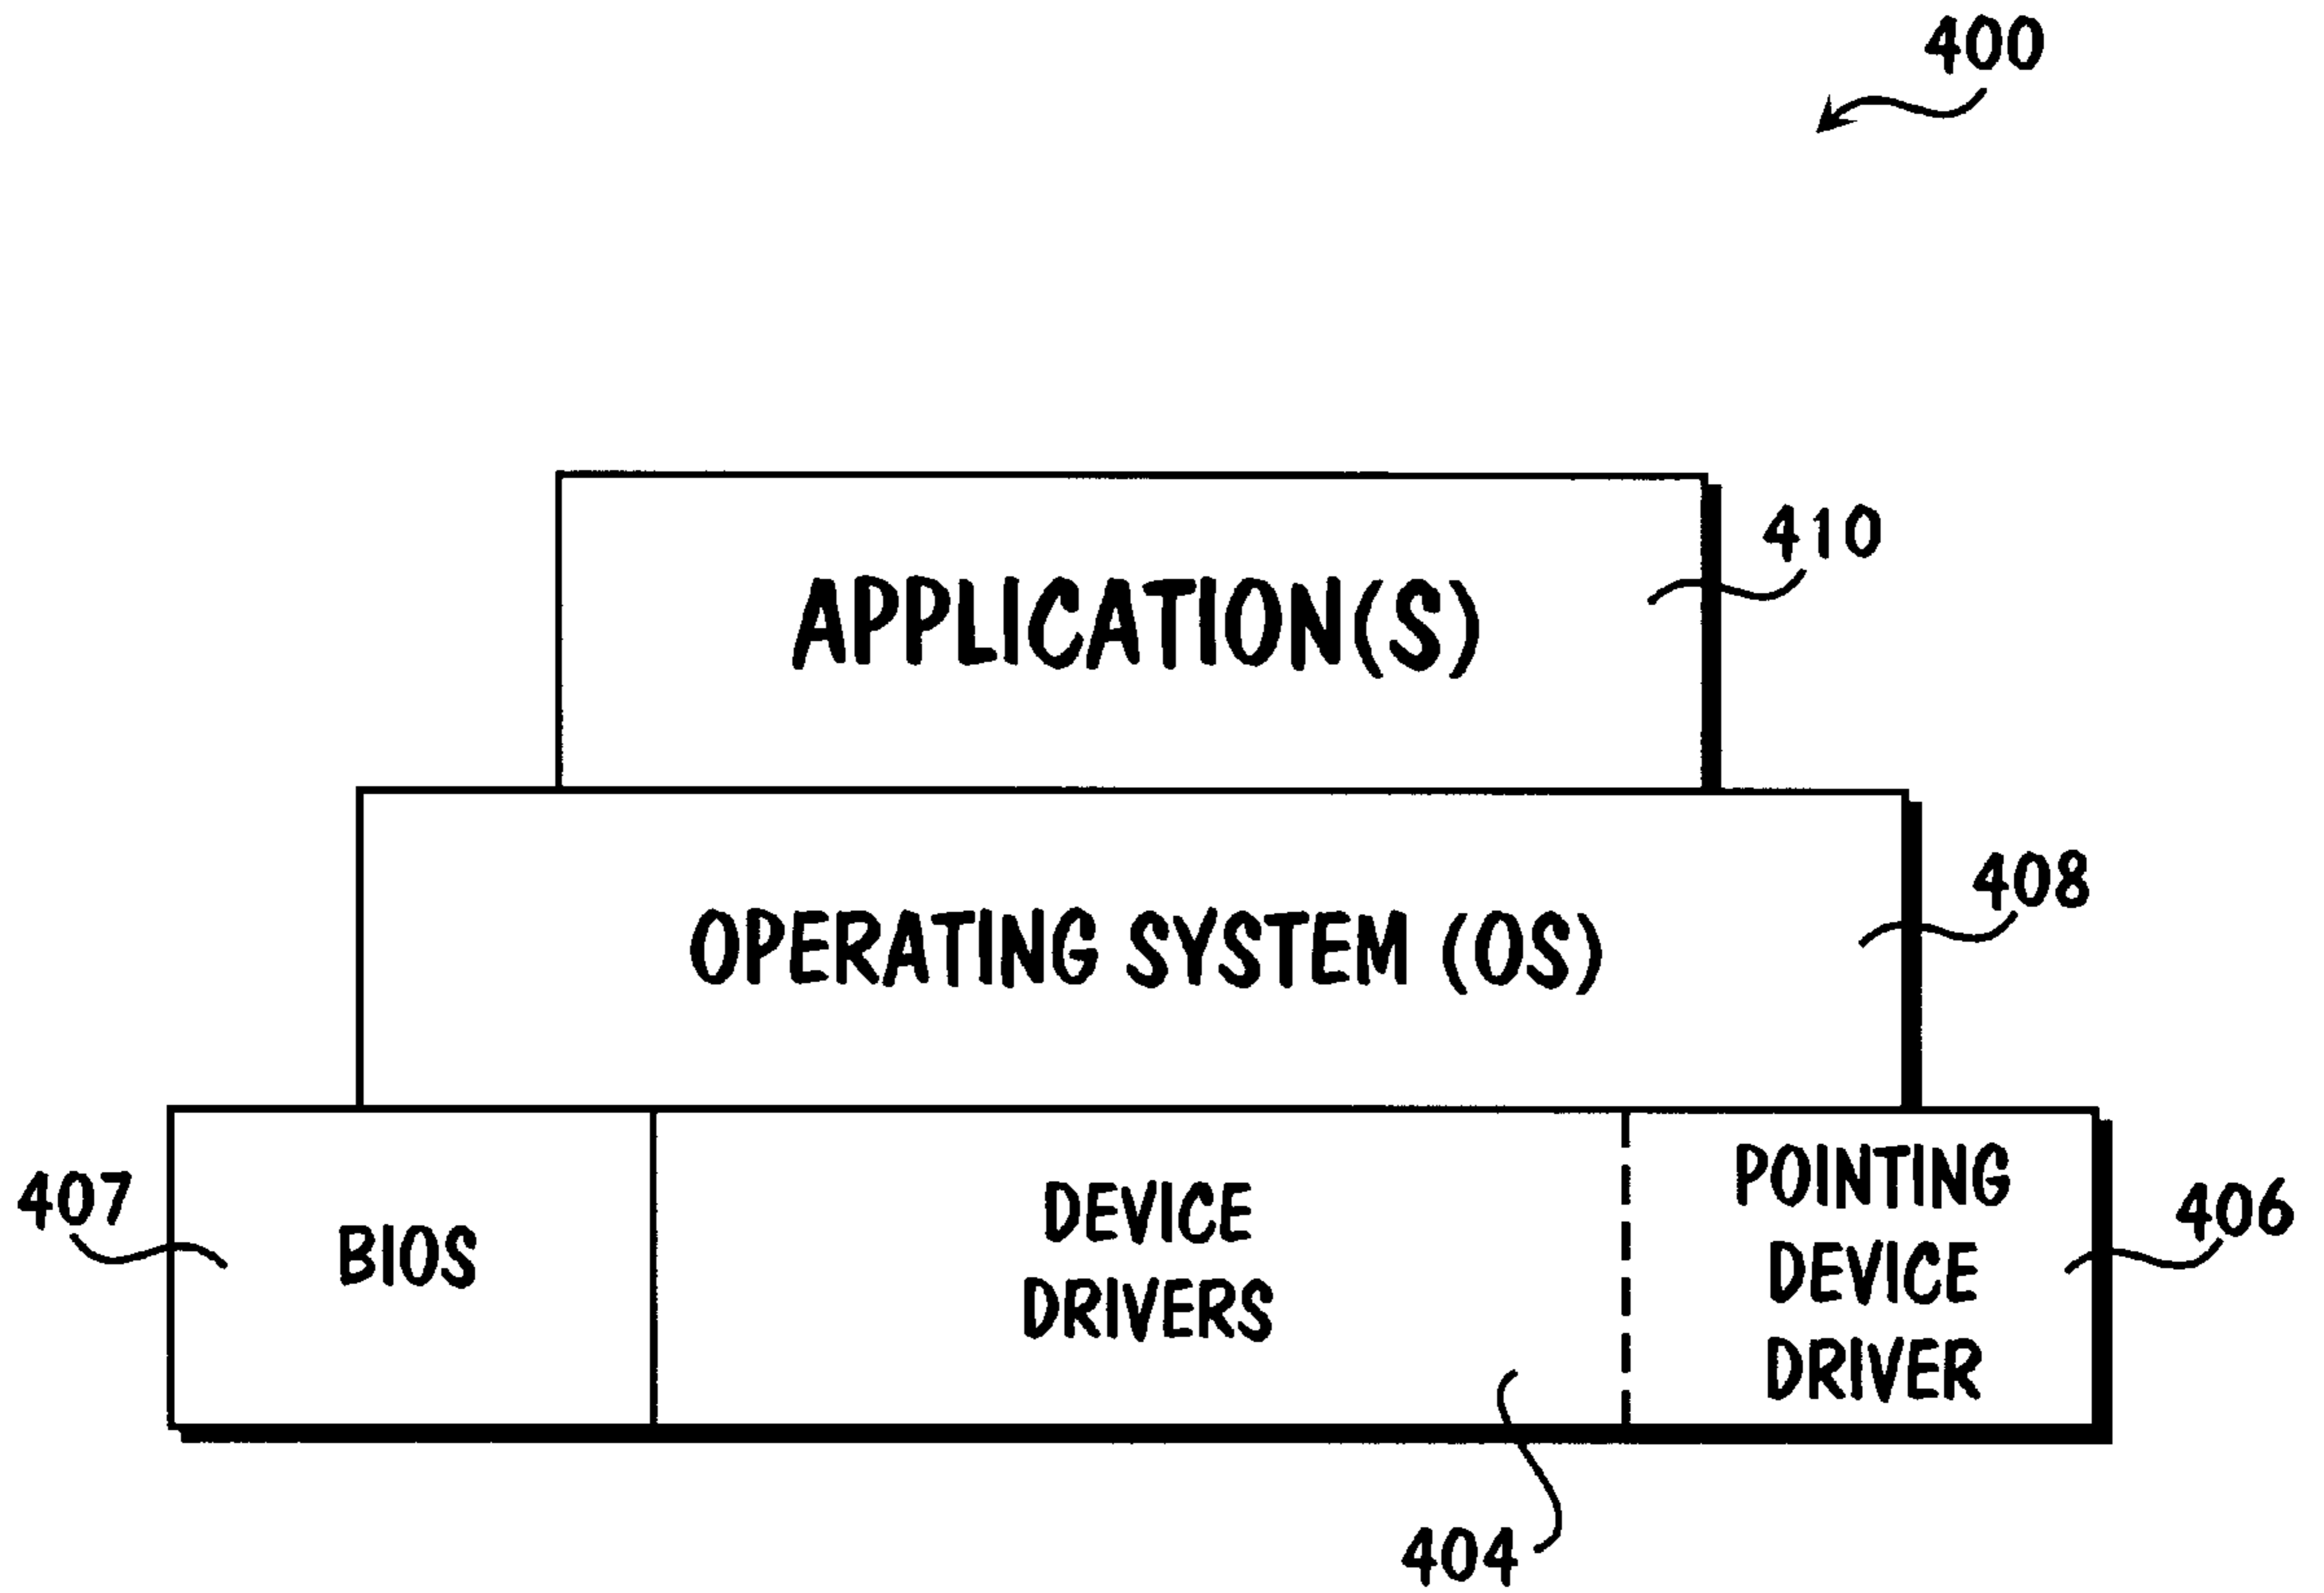 400
APPLICATION(S)
410
OPERATING SYSTEM (OS)
408
407
BIOS
DEVICE
DRIVERS
POINTING
DEVICE
DRIVER
406
404